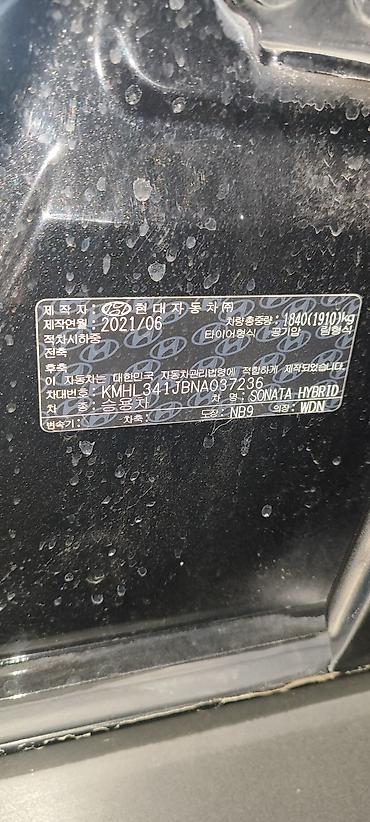 제 작 자 : 현대자동차㈜
제작연월 : 2021/06 차량총중량 : 1840(1910)kg
적차시하중 타이어형식 공기압 림형식
전축
후축
이 자동차는 대한민국 자동차관리법령에 적합하게 제작되었습니다.
차대번호 : KMHL341JBNA037236
차 종 : 승용차 차 명 : SONATA HYBRID
변속기 : 차축 : 도장 : NB9 의장 : WDN